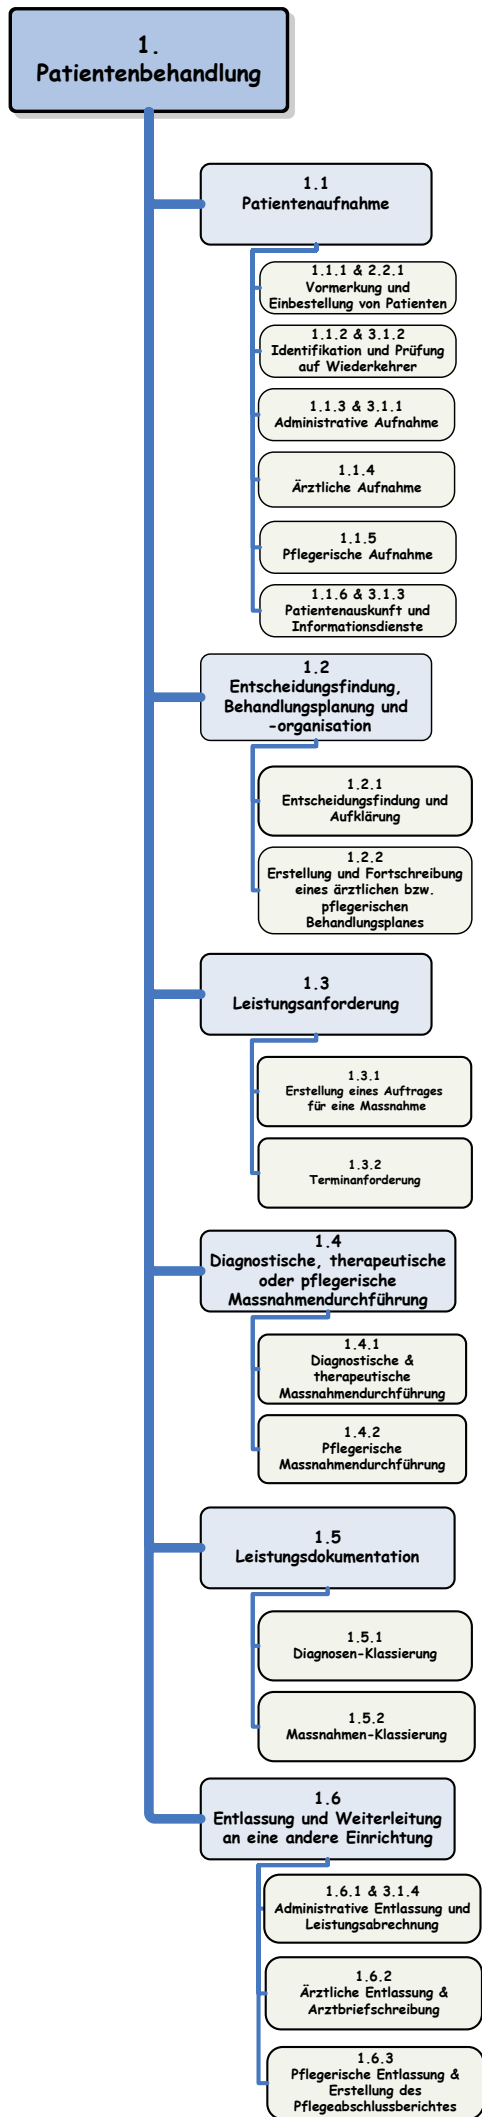 1.
Patientenbehandlung
1.1
Patientenaufnahme
1.1.1 & 2.2.1
Vormerkung und
Einbestellung von Patienten
1.1.2 & 3.1.2
Identifikation und Prüfung
auf Wiederkehrer
1.1.3 & 3.1.1
Administrative Aufnahme
1.1.4
Ärztliche Aufnahme
1.1.5
Pflegerische Aufnahme
1.1.6 & 3.1.3
Patientenauskunft und
Informationsdienste
1.2
Entscheidungsfindung,
Behandlungsplanung und
-organisation
1.2.1
Entscheidungsfindung und
Aufklärung
1.2.2
Erstellung und Fortschreibung
eines ärztlichen bzw.
pflegerischen
Behandlungsplanes
1.3
Leistungsanforderung
1.3.1
Erstellung eines Auftrages
für eine Massnahme
1.3.2
Terminanforderung
1.4
Diagnostische, therapeutische
oder pflegerische
Massnahmendurchführung
1.4.1
Diagnostische &
therapeutische
Massnahmendurchführung
1.4.2
Pflegerische
Massnahmendurchführung
1.5
Leistungsdokumentation
1.5.1
Diagnosen-Klassierung
1.5.2
Massnahmen-Klassierung
1.6
Entlassung und Weiterleitung
an eine andere Einrichtung
1.6.1 & 3.1.4
Administrative Entlassung und
Leistungsabrechnung
1.6.2
Ärztliche Entlassung &
Arztbriefschreibung
1.6.3
Pflegerische Entlassung &
Erstellung des
Pflegeabschlussberichtes